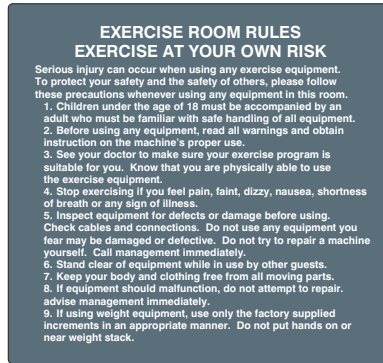 EXERCISE ROOM RULES
EXERCISE AT YOUR OWN RISK
Serious injury can occur when using any exercise equipment.
To protect your safety and the safety of others, please follow
these precautions whenever using any equipment in this room.
1. Children under the age of 18 must be accompanied by an
adult who must be familiar with safe handling of all equipment.
2. Before using any equipment, read all warnings and obtain
instruction on the machine's proper use.
3. See your doctor to make sure your exercise program is
suitable for you. Know that you are physically able to use
the exercise equipment.
4. Stop exercising if you feel pain, faint, dizzy, nausea, shortness
of breath or any sign of illness.
5. Inspect equipment for defects or damage before using.
Check cables and connections. Do not use any equipment you
fear may be damaged or defective. Do not try to repair a machine
yourself. Call management immediately.
6. Stand clear of equipment while in use by other guests.
7. Keep your body and clothing free from all moving parts.
8. If equipment should malfunction, do not attempt to repair.
advise management immediately.
9. If using weight equipment, use only the factory supplied
increments in an appropriate manner. Do not put hands on or
near weight stack.